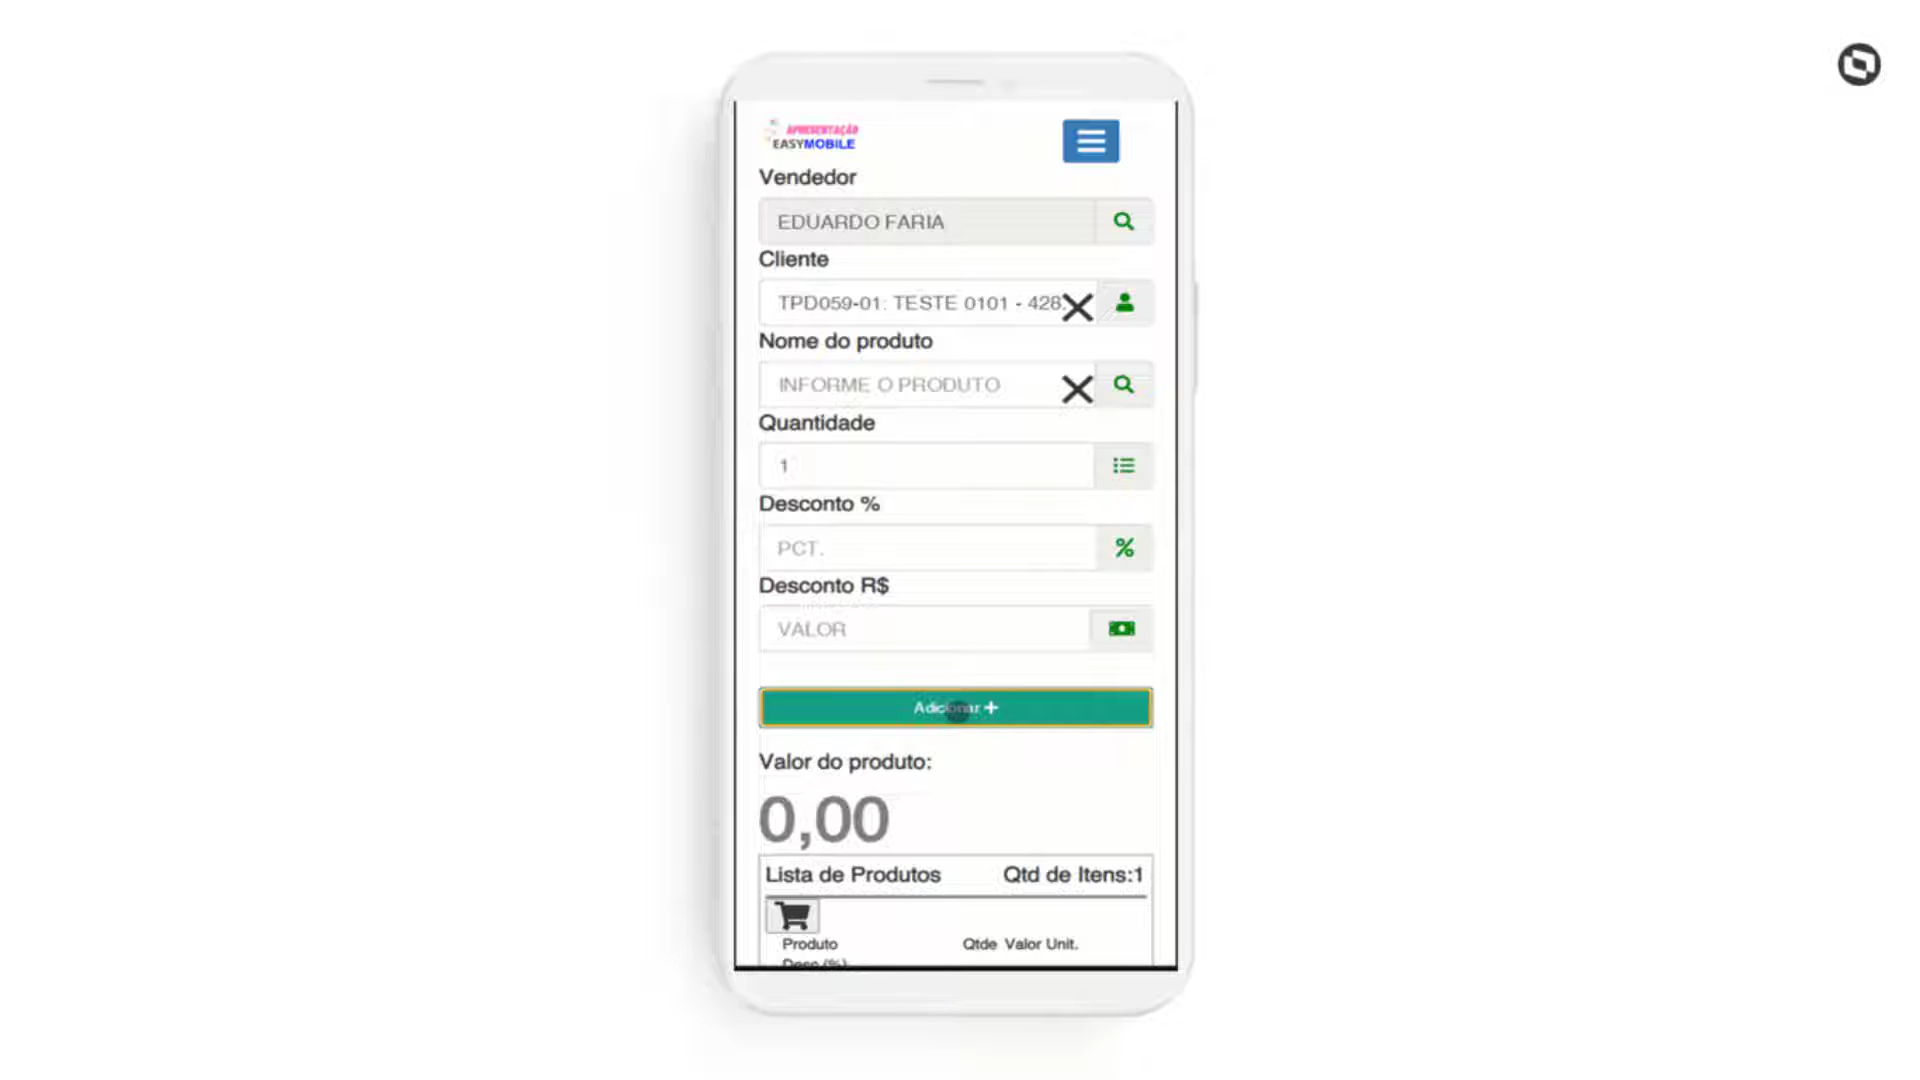 APRESENTAÇÃO
EASYMOBILE
Vendedor
EDUARDO FARIA
Cliente
TPD059-01: TESTE 0101 - 428.
Nome do produto
INFORME O PRODUTO
Quantidade
1
Desconto %
PCT.
%
Desconto R$
VALOR
Adicionar +
Valor do produto:
0,00
Lista de Produtos Qtd de Itens:1
Produto Qtde Valor Unit.
Desc (%)